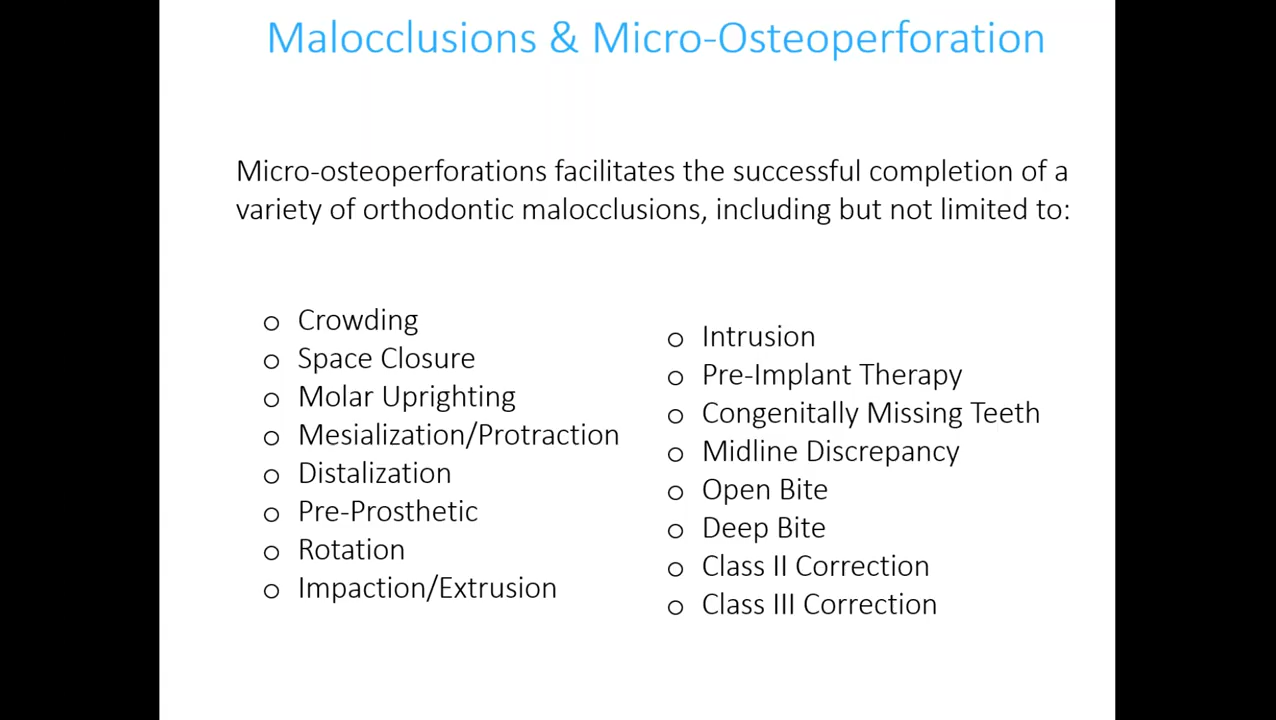 Malocclusions & Micro-Osteoperforation
Micro-osteoperforations facilitates the successful completion of a
variety of orthodontic malocclusions, including but not limited to:
o Crowding
o Space Closure
o Molar Uprighting
o Mesialization/Protraction
o Distalization
o Pre-Prosthetic
o Rotation
o Impaction/Extrusion
o Intrusion
o Pre-Implant Therapy
o Congenitally Missing Teeth
o Midline Discrepancy
o Open Bite
o Deep Bite
o Class II Correction
o Class III Correction